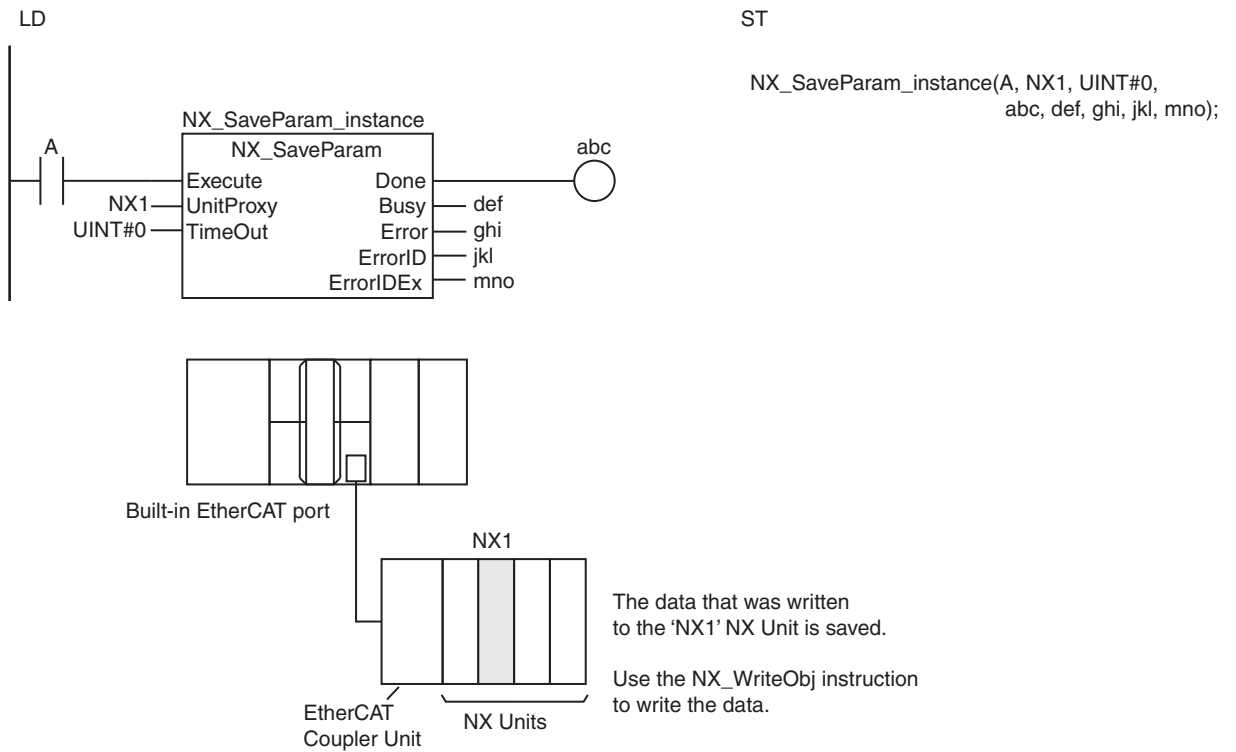 LD
ST
NX_SaveParam_instance(A, NX1, UINT#0,
abc, def, ghi, jkl, mno);
NX_SaveParam_instance
A
NX_SaveParam
abc
Execute
Done
NX1
UnitProxy
Busy
def
UINT#0
TimeOut
Error
ghi
ErrorID
jkl
ErrorIDEx
mno
Built-in EtherCAT port
NX1
The data that was written
to the ‘NX1’ NX Unit is saved.
Use the NX_WriteObj instruction
to write the data.
EtherCAT
Coupler Unit
NX Units